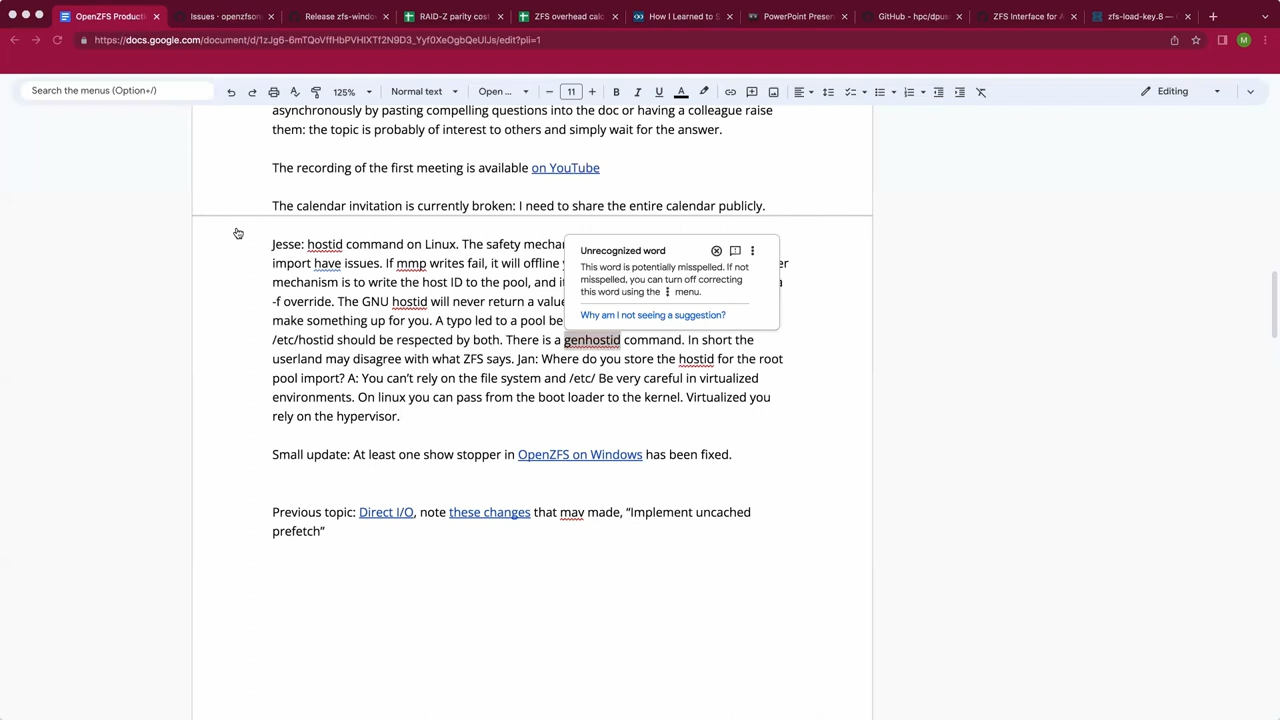 OpenZFS Producti
Issues · openzfson
Release zfs-window
RAID-Z parity cost
ZFS overhead calc
How I Learned to S
PowerPoint Presen
GitHub - hpc/dpus
ZFS Interface for A
zfs-load-key.8 —
https://docs.google.com/document/d/1zJg6-6mTQoVffHbPVHIXTf2N9D3_Yyf0XeOgbQeUlJs/edit?pli=1
M
Search the menus (Option+/)
125%
Normal text
Open ...
11
B I U A
Editing
asynchronously by pasting compelling questions into the doc or having a colleague raise
them: the topic is probably of interest to others and simply wait for the answer.
The recording of the first meeting is available on YouTube
The calendar invitation is currently broken: I need to share the entire calendar publicly.
Jesse: hostid command on Linux. The safety mecha
import have issues. If mmp writes fail, it will offline
mechanism is to write the host ID to the pool, and
-f override. The GNU hostid will never return a value
make something up for you. A typo led to a pool be
/etc/hostid should be respected by both. There is a genhostid command. In short the
userland may disagree with what ZFS says. Jan: Where do you store the hostid for the root
pool import? A: You can't rely on the file system and /etc/ Be very careful in virtualized
environments. On linux you can pass from the boot loader to the kernel. Virtualized you
rely on the hypervisor.
Unrecognized word
This word is potentially misspelled. If not
misspelled, you can turn off correcting
this word using the ⋮ menu.
Why am I not seeing a suggestion?
Small update: At least one show stopper in OpenZFS on Windows has been fixed.
Previous topic: Direct I/O, note these changes that mav made, “Implement uncached
prefetch”